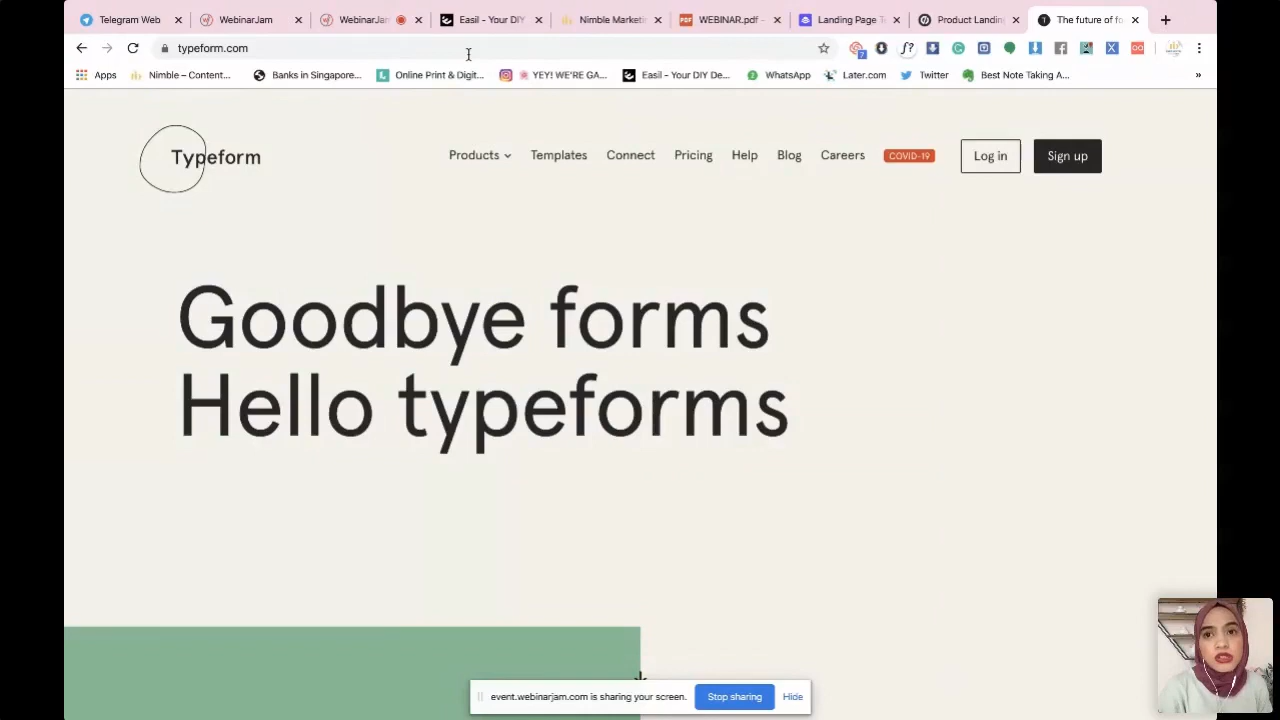 Telegram Web
WebinarJam
WebinarJam
Easil - Your DIY
Nimble Marketi
PDF
WEBINAR.pdf -
Landing Page T
Product Landin
The future of fo
typeform.com
7
Apps
Nimble – Content...
Banks in Singapore...
Online Print & Digit...
YEY! WE'RE GA...
Easil - Your DIY De...
WhatsApp
Later.com
Twitter
Best Note Taking A...
»
Typeform
Products
Templates
Connect
Pricing
Help
Blog
Careers
COVID-19
Log in
Sign up
Goodbye forms
Hello typeforms
event.webinarjam.com is sharing your screen.
Stop sharing
Hide